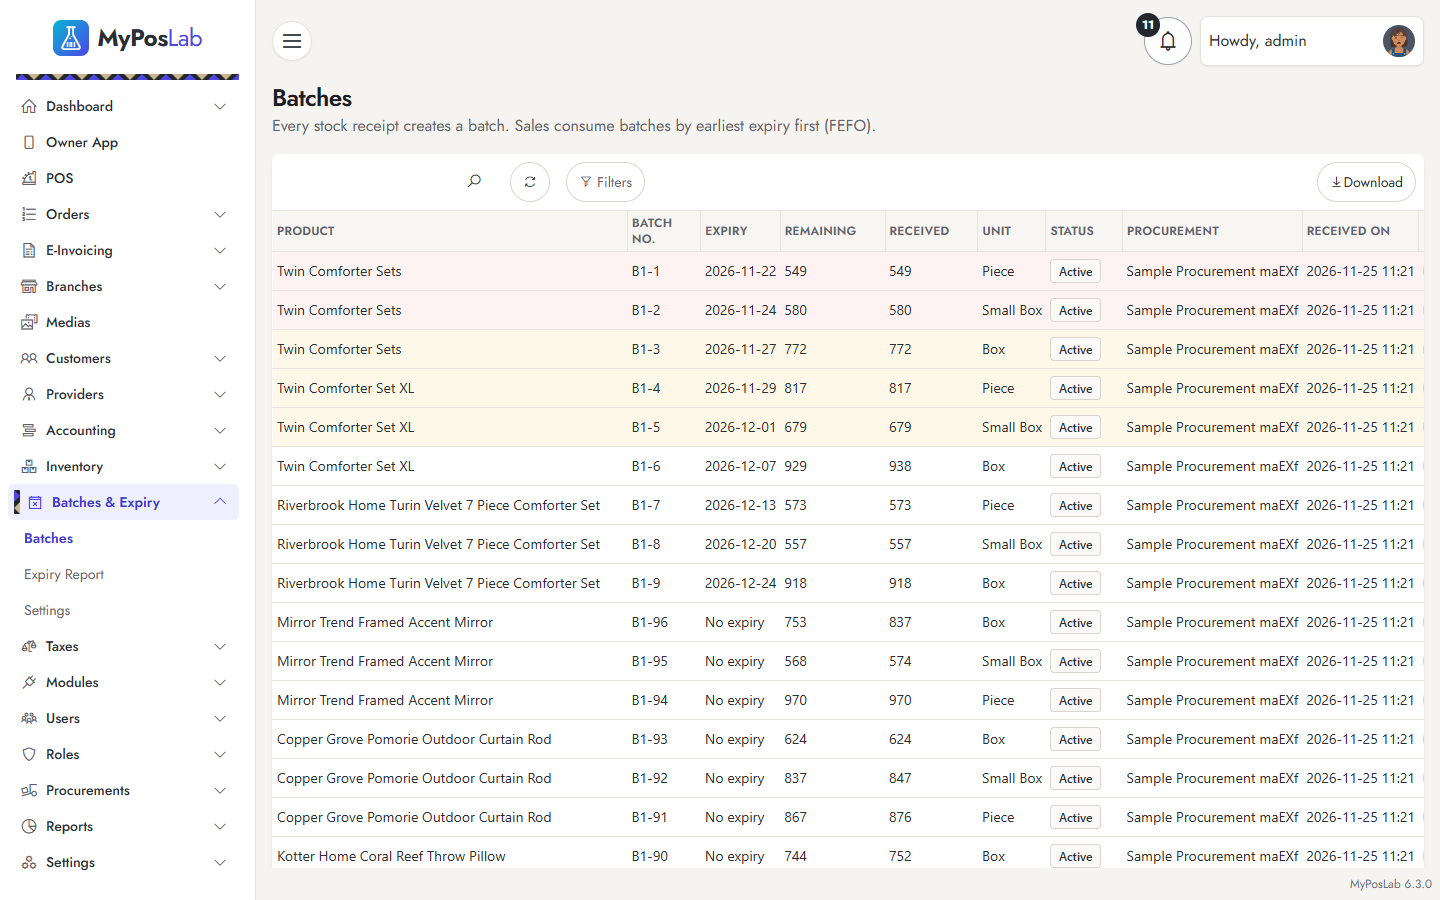 MyPosLab
11
Howdy, admin
Dashboard
Owner App
POS
Orders
E-Invoicing
Branches
Medias
Customers
Providers
Accounting
Inventory
Batches & Expiry
Batches
Expiry Report
Settings
Taxes
Modules
Users
Roles
Procurements
Reports
Settings
Batches
Every stock receipt creates a batch. Sales consume batches by earliest expiry first (FEFO).
Filters
Download
PRODUCT BATCH NO. EXPIRY REMAINING RECEIVED UNIT STATUS PROCUREMENT RECEIVED ON
Twin Comforter Sets B1-1 2026-11-22 549 549 Piece Active Sample Procurement maEXf 2026-11-25 11:21
Twin Comforter Sets B1-2 2026-11-24 580 580 Small Box Active Sample Procurement maEXf 2026-11-25 11:21
Twin Comforter Sets B1-3 2026-11-27 772 772 Box Active Sample Procurement maEXf 2026-11-25 11:21
Twin Comforter Set XL B1-4 2026-11-29 817 817 Piece Active Sample Procurement maEXf 2026-11-25 11:21
Twin Comforter Set XL B1-5 2026-12-01 679 679 Small Box Active Sample Procurement maEXf 2026-11-25 11:21
Twin Comforter Set XL B1-6 2026-12-07 929 938 Box Active Sample Procurement maEXf 2026-11-25 11:21
Riverbrook Home Turin Velvet 7 Piece Comforter Set B1-7 2026-12-13 573 573 Piece Active Sample Procurement maEXf 2026-11-25 11:21
Riverbrook Home Turin Velvet 7 Piece Comforter Set B1-8 2026-12-20 557 557 Small Box Active Sample Procurement maEXf 2026-11-25 11:21
Riverbrook Home Turin Velvet 7 Piece Comforter Set B1-9 2026-12-24 918 918 Box Active Sample Procurement maEXf 2026-11-25 11:21
Mirror Trend Framed Accent Mirror B1-96 No expiry 753 837 Box Active Sample Procurement maEXf 2026-11-25 11:21
Mirror Trend Framed Accent Mirror B1-95 No expiry 568 574 Small Box Active Sample Procurement maEXf 2026-11-25 11:21
Mirror Trend Framed Accent Mirror B1-94 No expiry 970 970 Piece Active Sample Procurement maEXf 2026-11-25 11:21
Copper Grove Pomorie Outdoor Curtain Rod B1-93 No expiry 624 624 Box Active Sample Procurement maEXf 2026-11-25 11:21
Copper Grove Pomorie Outdoor Curtain Rod B1-92 No expiry 837 847 Small Box Active Sample Procurement maEXf 2026-11-25 11:21
Copper Grove Pomorie Outdoor Curtain Rod B1-91 No expiry 867 876 Piece Active Sample Procurement maEXf 2026-11-25 11:21
Kotter Home Coral Reef Throw Pillow B1-90 No expiry 744 752 Box Active Sample Procurement maEXf 2026-11-25 11:21
MyPosLab 6.3.0